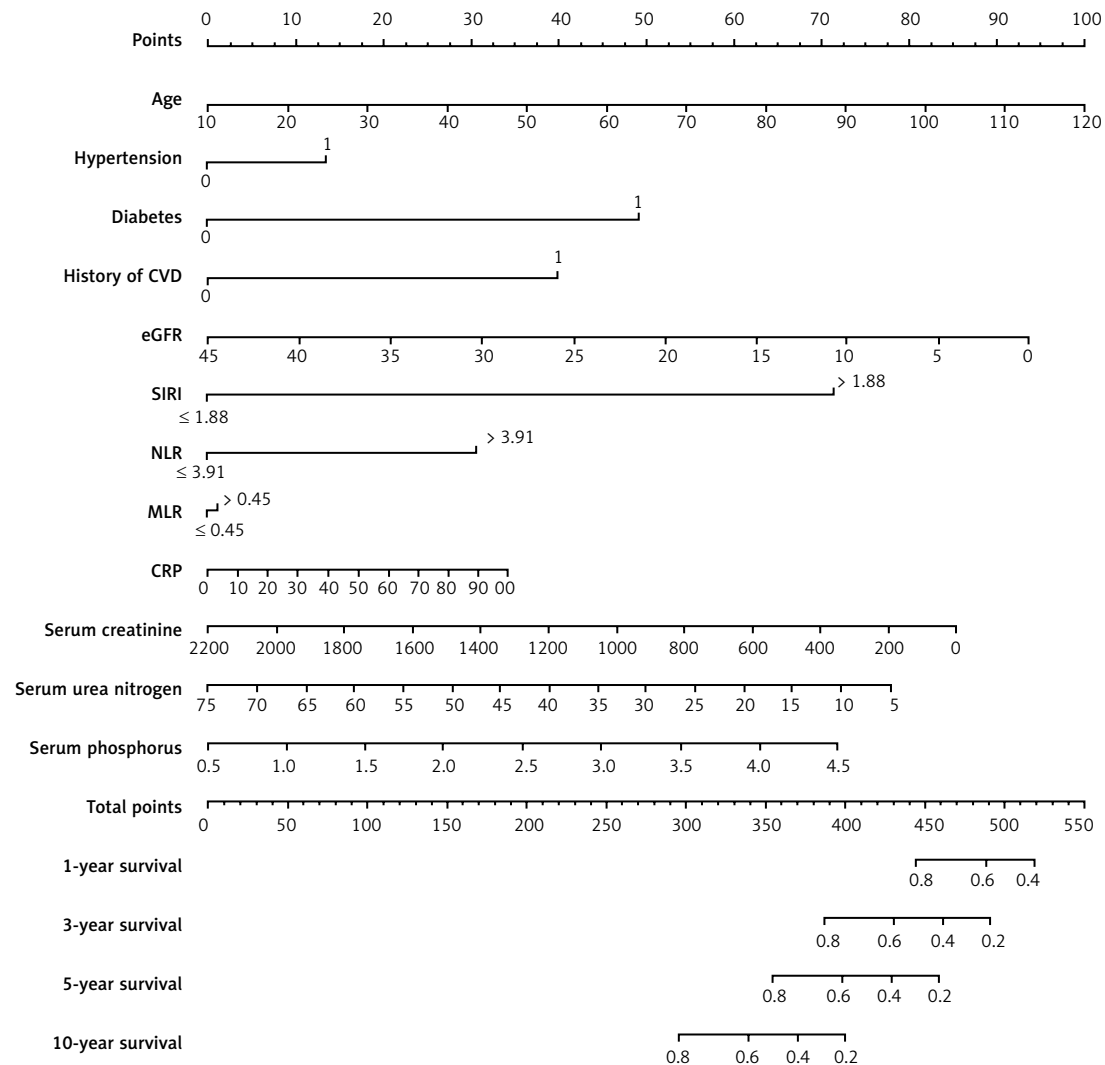 0 10 20 30 40 50 60 70 80 90 100
Points
Age
10 20 30 40 50 60 70 80 90 100 110 120
1
Hypertension
0
1
Diabetes
0
1
History of CVD
0
eGFR
45 40 35 30 25 20 15 10 5 0
> 1.88
SIRI
≤ 1.88
> 3.91
NLR
≤ 3.91
> 0.45
MLR
≤ 0.45
CRP
0 10 20 30 40 50 60 70 80 90 00
Serum creatinine
2200 2000 1800 1600 1400 1200 1000 800 600 400 200 0
Serum urea nitrogen
75 70 65 60 55 50 45 40 35 30 25 20 15 10 5
Serum phosphorus
0.5 1.0 1.5 2.0 2.5 3.0 3.5 4.0 4.5
Total points
0 50 100 150 200 250 300 350 400 450 500 550
1-year survival
0.8 0.6 0.4
3-year survival
0.8 0.6 0.4 0.2
5-year survival
0.8 0.6 0.4 0.2
10-year survival
0.8 0.6 0.4 0.2